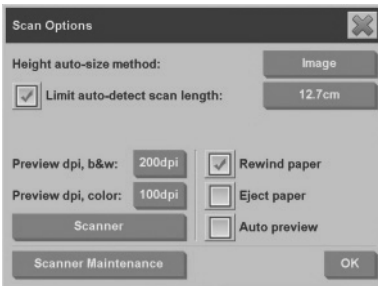 Scan Options
Height auto-size method: Image
Limit auto-detect scan length: 12.7cm
Preview dpi, b&w: 200dpi Rewind paper
Preview dpi, color: 100dpi Eject paper
Scanner Auto preview
Scanner Maintenance OK